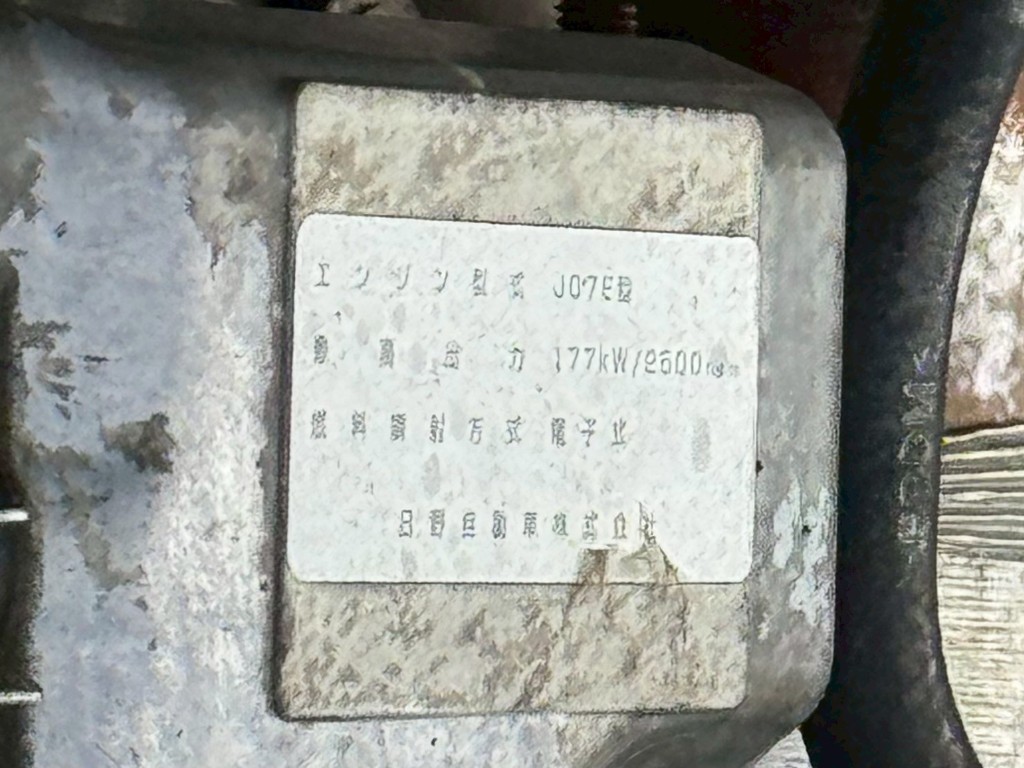 エンジン型式 J07E
最高出力 177kW/2600
燃料噴射方式 電子
日野自動車株式会社